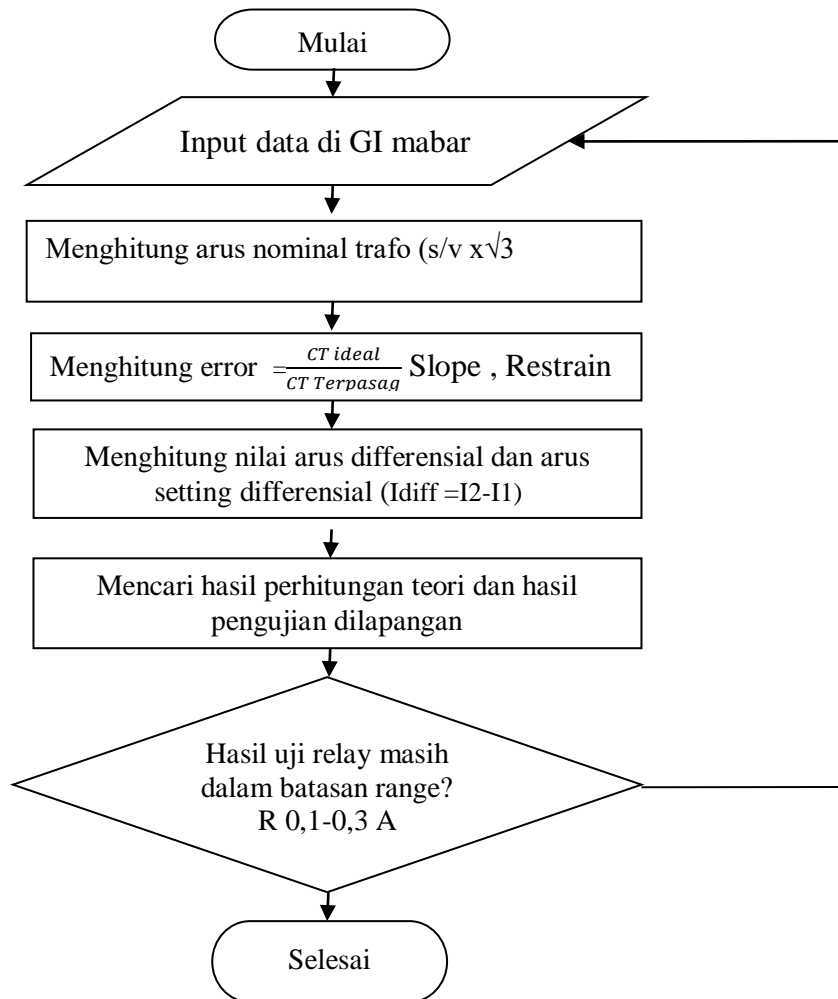 Mulai
Input data di GI mabar
Menghitung arus nominal trafo (s/v x√3
Menghitung error =CT ideal/CT Terpasag Slope , Restrain
Menghitung nilai arus differensial dan arus
setting differensial (Idiff =I2-I1)
Mencari hasil perhitungan teori dan hasil
pengujian dilapangan
Hasil uji relay masih
dalam batasan range?
R 0,1-0,3 A
Selesai